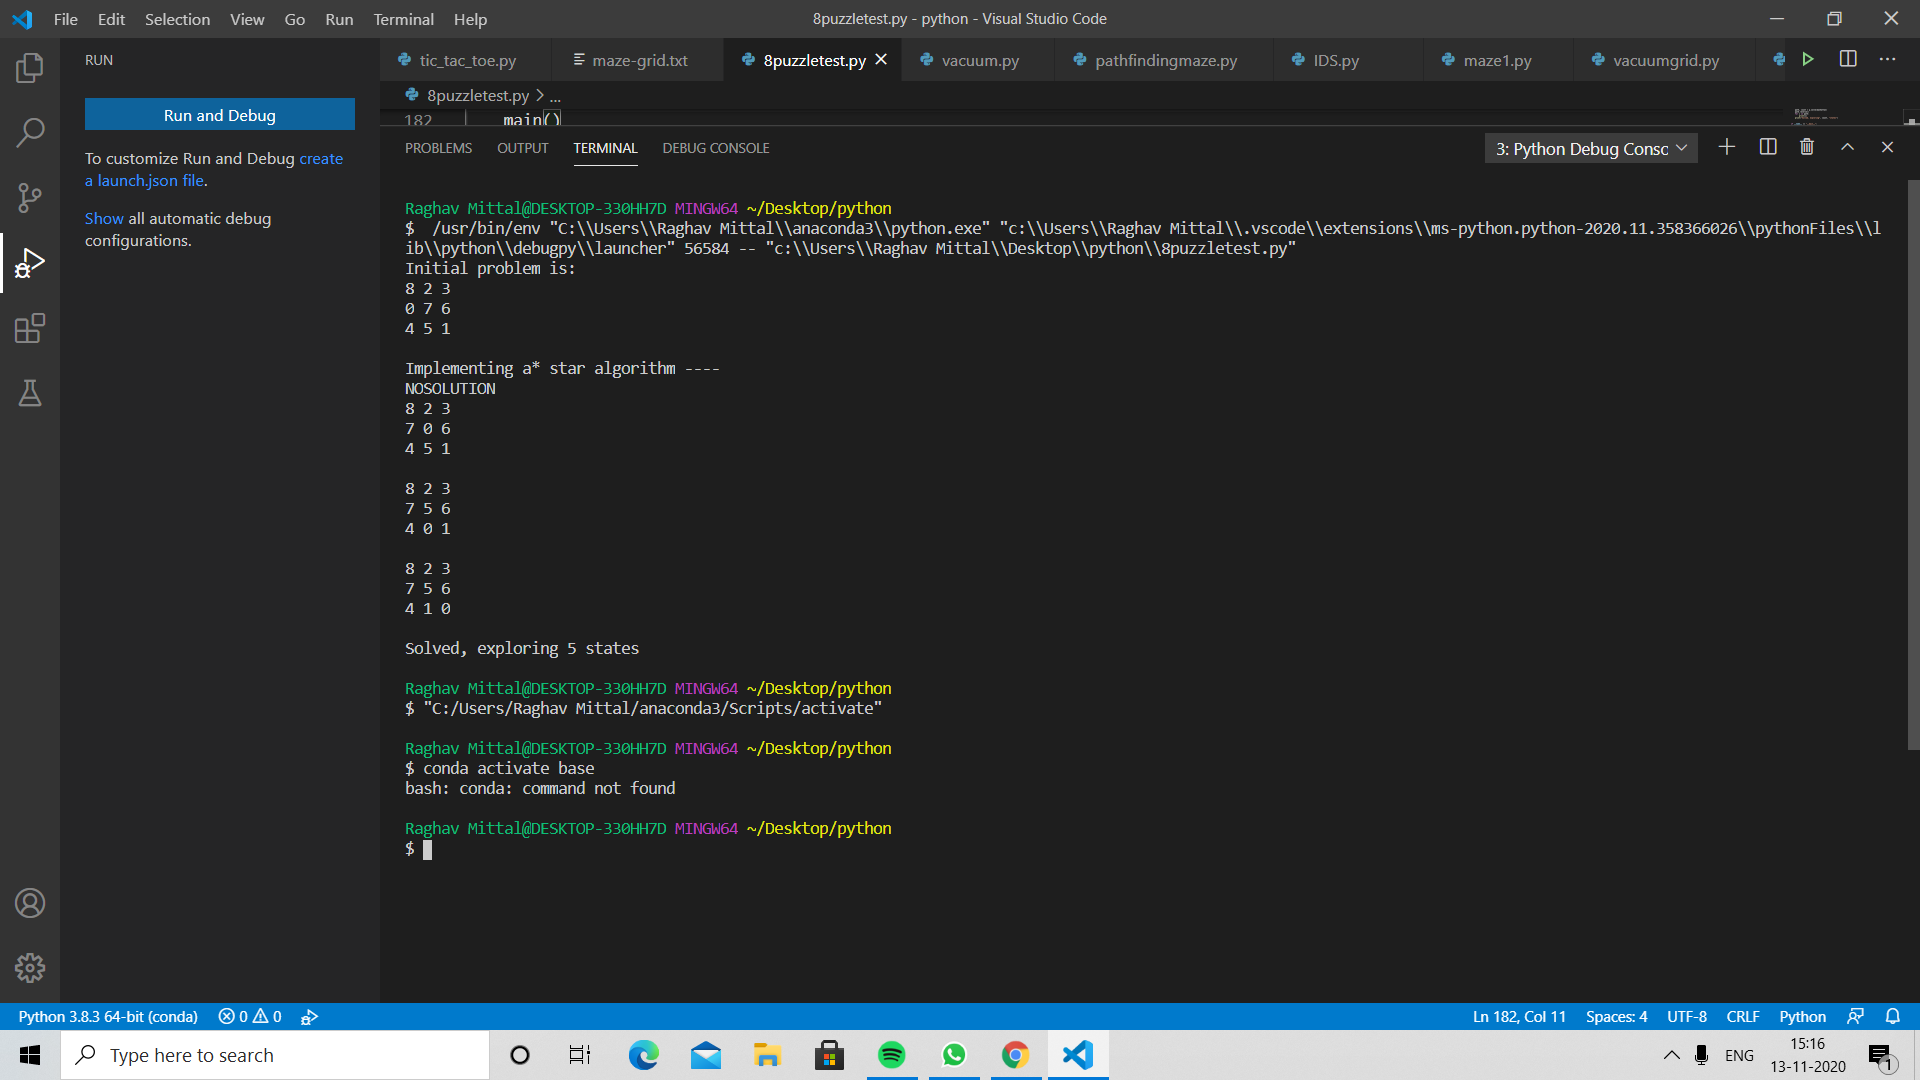 File Edit Selection View Go Run Terminal Help
8puzzletest.py - python - Visual Studio Code
RUN
tic_tac_toe.py
maze-grid.txt
8puzzletest.py
vacuum.py
pathfindingmaze.py
IDS.py
maze1.py
vacuumgrid.py
Run and Debug
To customize Run and Debug create
a launch.json file.
Show all automatic debug
configurations.
8puzzletest.py > ...
182 main()
PROBLEMS OUTPUT TERMINAL DEBUG CONSOLE
3: Python Debug Consc
Raghav Mittal@DESKTOP-330HH7D MINGW64 ~/Desktop/python
$  /usr/bin/env "C:\\Users\\Raghav Mittal\\anaconda3\\python.exe" "c:\\Users\\Raghav Mittal\\.vscode\\extensions\\ms-python.python-2020.11.358366026\\pythonFiles\\l
ib\\python\\debugpy\\launcher" 56584 -- "c:\\Users\\Raghav Mittal\\Desktop\\python\\8puzzletest.py"
Initial problem is:
8 2 3
0 7 6
4 5 1
Implementing a* star algorithm ----
NOSOLUTION
8 2 3
7 0 6
4 5 1
8 2 3
7 5 6
4 0 1
8 2 3
7 5 6
4 1 0
Solved, exploring 5 states
Raghav Mittal@DESKTOP-330HH7D MINGW64 ~/Desktop/python
$ "C:/Users/Raghav Mittal/anaconda3/Scripts/activate"
Raghav Mittal@DESKTOP-330HH7D MINGW64 ~/Desktop/python
$ conda activate base
bash: conda: command not found
Raghav Mittal@DESKTOP-330HH7D MINGW64 ~/Desktop/python
$
Python 3.8.3 64-bit (conda) 0 0
Ln 182, Col 11 Spaces: 4 UTF-8 CRLF Python
Type here to search
ENG
15:16
13-11-2020
1